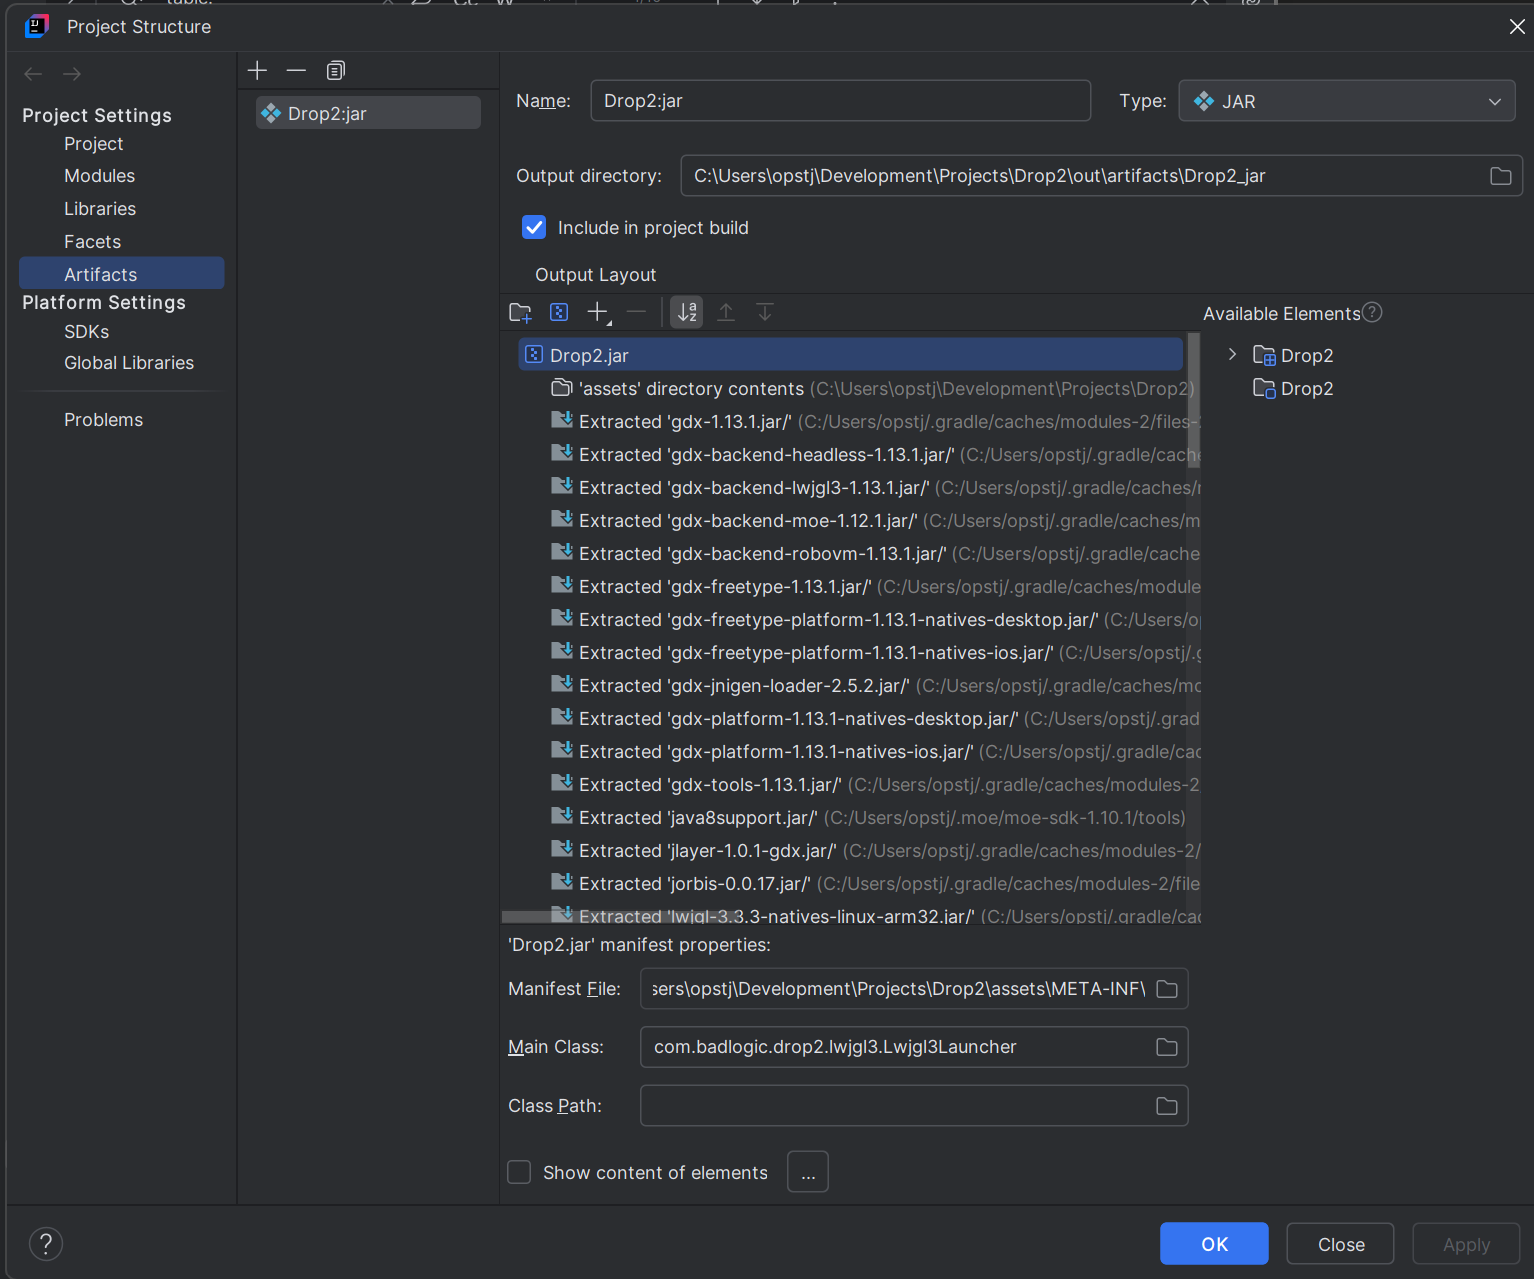 Project Structure
Project Settings
Project
Modules
Libraries
Facets
Artifacts
Platform Settings
SDKs
Global Libraries
Problems
Drop2:jar
Name: Drop2:jar
Type: JAR
Output directory: C:\Users\opstj\Development\Projects\Drop2\out\artifacts\Drop2_jar
Include in project build
Output Layout
Available Elements
Drop2
Drop2
Drop2.jar
'assets' directory contents (C:\Users\opstj\Development\Projects\Drop2)
Extracted 'gdx-1.13.1.jar/' (C:/Users/opstj/.gradle/caches/modules-2/files-
Extracted 'gdx-backend-headless-1.13.1.jar/' (C:/Users/opstj/.gradle/cach
Extracted 'gdx-backend-lwjgl3-1.13.1.jar/' (C:/Users/opstj/.gradle/caches/
Extracted 'gdx-backend-moe-1.12.1.jar/' (C:/Users/opstj/.gradle/caches/m
Extracted 'gdx-backend-robovm-1.13.1.jar/' (C:/Users/opstj/.gradle/cache
Extracted 'gdx-freetype-1.13.1.jar/' (C:/Users/opstj/.gradle/caches/module
Extracted 'gdx-freetype-platform-1.13.1-natives-desktop.jar/' (C:/Users/o
Extracted 'gdx-freetype-platform-1.13.1-natives-ios.jar/' (C:/Users/opstj/.g
Extracted 'gdx-jnigen-loader-2.5.2.jar/' (C:/Users/opstj/.gradle/caches/mo
Extracted 'gdx-platform-1.13.1-natives-desktop.jar/' (C:/Users/opstj/.grad
Extracted 'gdx-platform-1.13.1-natives-ios.jar/' (C:/Users/opstj/.gradle/cac
Extracted 'gdx-tools-1.13.1.jar/' (C:/Users/opstj/.gradle/caches/modules-2
Extracted 'java8support.jar/' (C:/Users/opstj/.moe/moe-sdk-1.10.1/tools)
Extracted 'jlayer-1.0.1-gdx.jar/' (C:/Users/opstj/.gradle/caches/modules-2/
Extracted 'jorbis-0.0.17.jar/' (C:/Users/opstj/.gradle/caches/modules-2/file
Extracted 'lwjgl-3.3.3-natives-linux-arm32.jar/' (C:/Users/opstj/.gradle/cac
'Drop2.jar' manifest properties:
Manifest File: sers\opstj\Development\Projects\Drop2\assets\META-INF\
Main Class: com.badlogic.drop2.lwjgl3.Lwjgl3Launcher
Class Path:
Show content of elements ...
? OK Close Apply